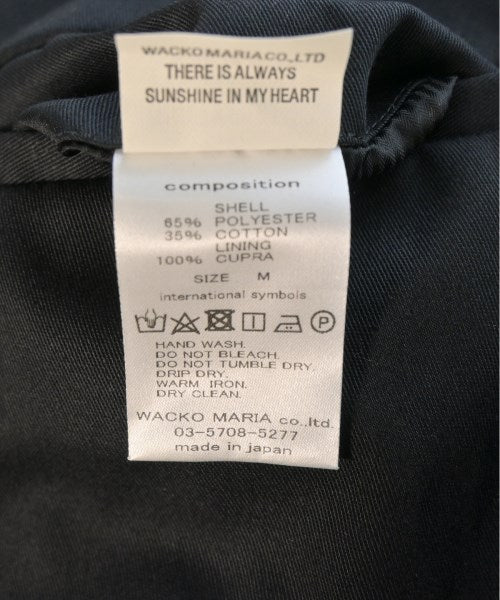 WACKO MARIA CO.,LTD
THERE IS ALWAYS
SUNSHINE IN MY HEART
composition
SHELL
65% POLYESTER
35% COTTON
LINING
100% CUPRA
SIZE M
international symbols
P
HAND WASH.
DO NOT BLEACH.
DO NOT TUMBLE DRY.
DRIP DRY.
WARM IRON.
DRY CLEAN.
WACKO MARIA co.,ltd.
03-5708-5277
made in japan